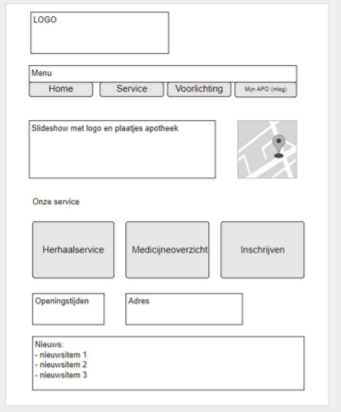 LOGO
Menu
Home Service Voorlichting Mijn APO (inlog)
Slideshow met logo en plaatjes apotheek
Onze service
Herhaalservice Medicijneoverzicht Inschrijven
Openingstijden Adres
Nieuws:
- nieuwsitem 1
- nieuwsitem 2
- nieuwsitem 3